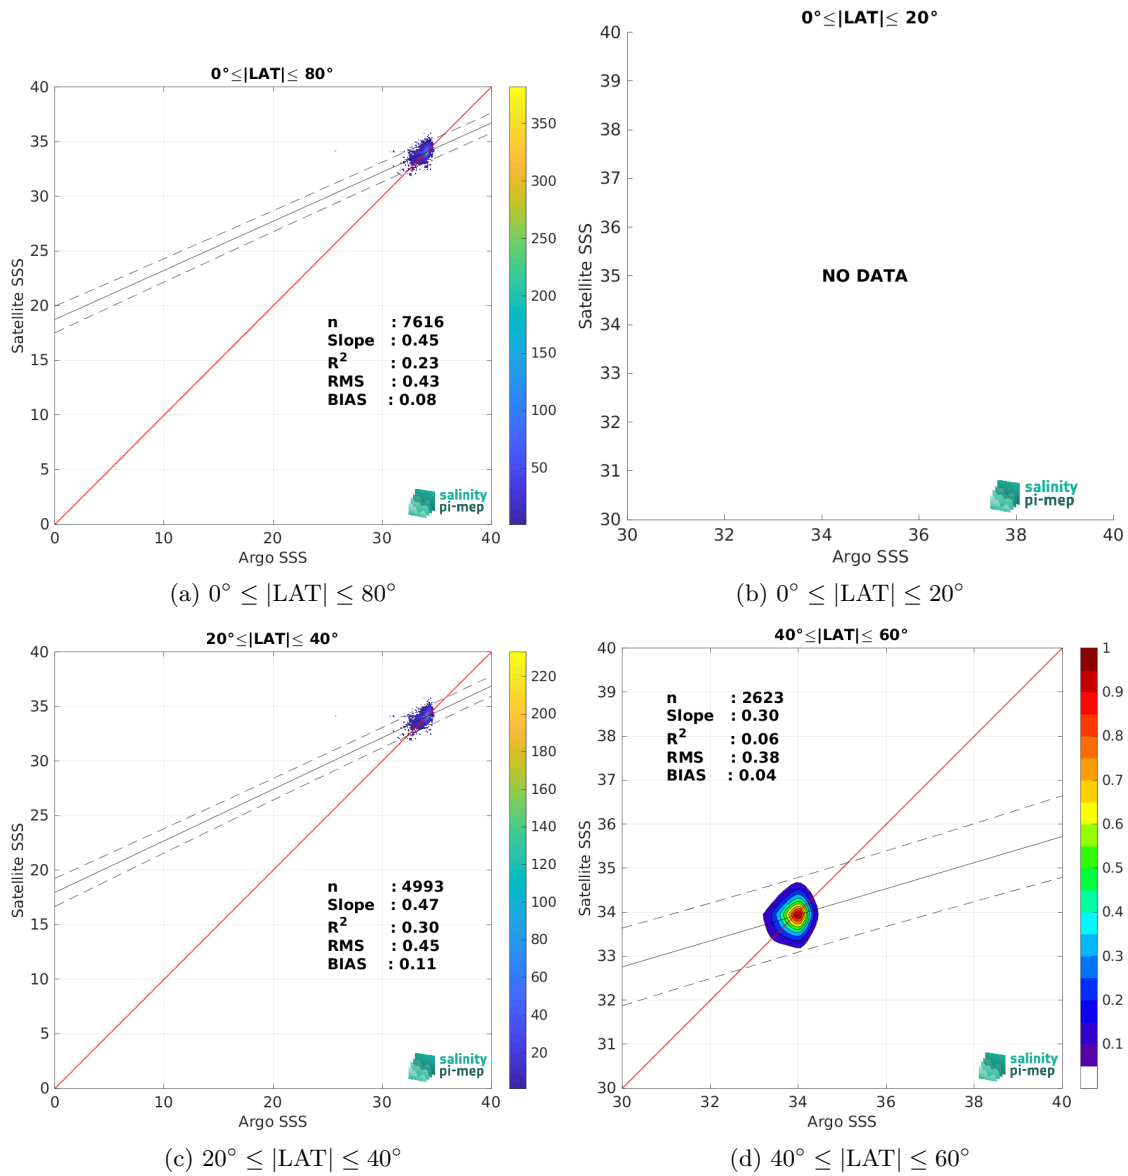 0°≤|LAT|≤ 80°
40
35
30
25
20
15
10
5
0
0
10
20
30
40
Satellite SSS
Argo SSS
n : 7616
Slope : 0.45
R² : 0.23
RMS : 0.43
BIAS : 0.08
350
300
250
200
150
100
50
salinity
pi-mep
(a) 0° ≤ |LAT| ≤ 80°
0°≤|LAT|≤ 20°
40
39
38
37
36
35
34
33
32
31
30
30
32
34
36
38
40
Satellite SSS
Argo SSS
NO DATA
salinity
pi-mep
(b) 0° ≤ |LAT| ≤ 20°
20°≤|LAT|≤ 40°
40
35
30
25
20
15
10
5
0
0
10
20
30
40
Satellite SSS
Argo SSS
n : 4993
Slope : 0.47
R² : 0.30
RMS : 0.45
BIAS : 0.11
220
200
180
160
140
120
100
80
60
40
20
salinity
pi-mep
(c) 20° ≤ |LAT| ≤ 40°
40°≤|LAT|≤ 60°
40
39
38
37
36
35
34
33
32
31
30
30
32
34
36
38
40
Satellite SSS
Argo SSS
n : 2623
Slope : 0.30
R² : 0.06
RMS : 0.38
BIAS : 0.04
1
0.9
0.8
0.7
0.6
0.5
0.4
0.3
0.2
0.1
salinity
pi-mep
(d) 40° ≤ |LAT| ≤ 60°